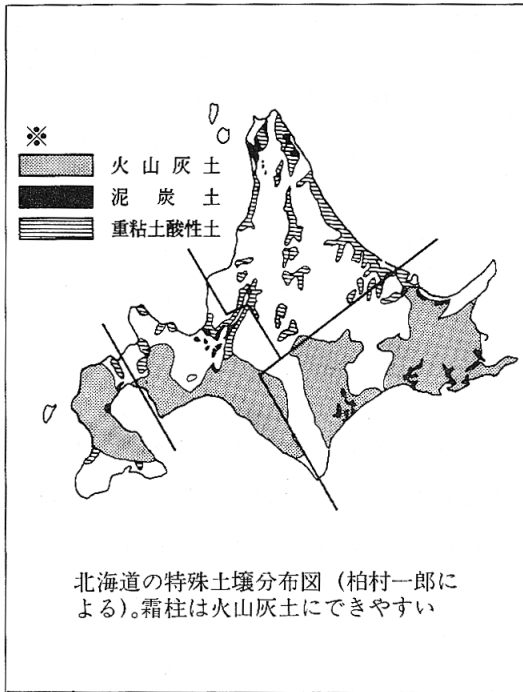 ※
火山灰土
泥炭土
重粘土酸性土
北海道の特殊土壌分布図 (柏村一郎に
よる)。霜柱は火山灰土にできやすい